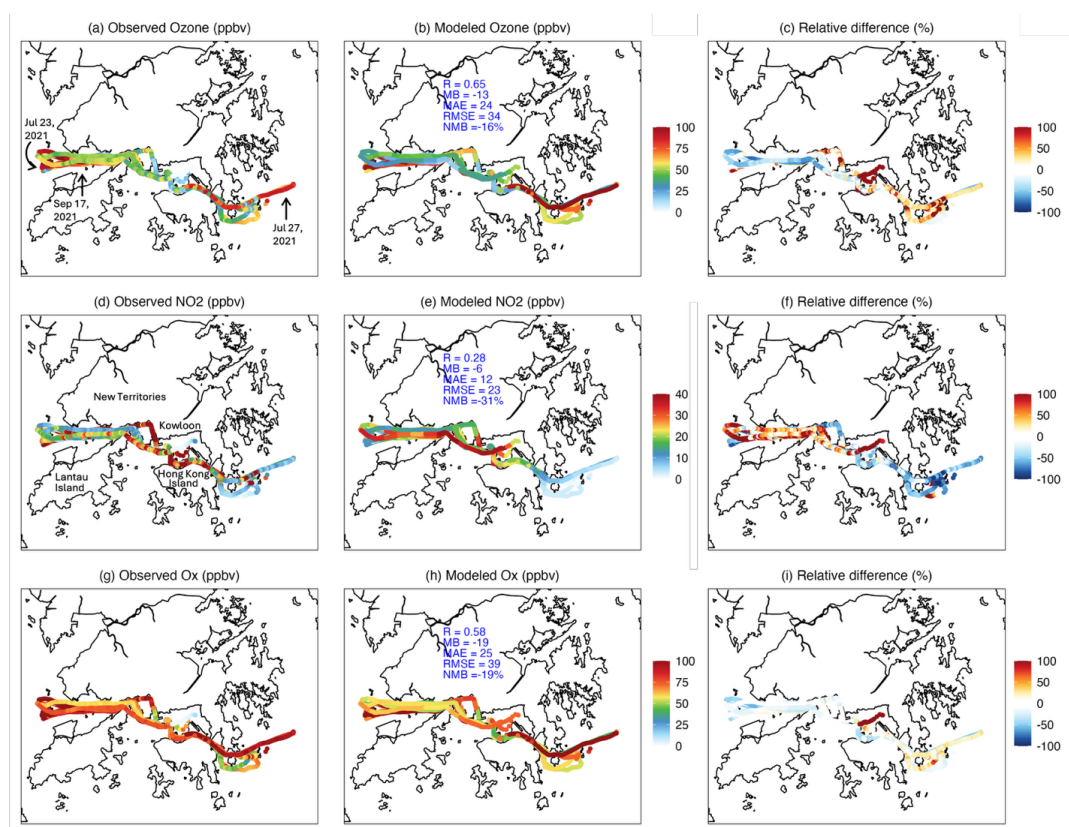 (a) Observed Ozone (ppbv)
(b) Modeled Ozone (ppbv)
(c) Relative difference (%)
Jul 23,
2021
Sep 17,
2021
Jul 27,
2021
R = 0.65
MB = -13
MAE = 24
RMSE = 34
NMB =-16%
100
75
50
25
0
100
50
0
-50
-100
(d) Observed NO2 (ppbv)
(e) Modeled NO2 (ppbv)
(f) Relative difference (%)
New Territories
Kowloon
Lantau
Island
Hong Kong
Island
R = 0.28
MB = -6
MAE = 12
RMSE = 23
NMB =-31%
40
30
20
10
0
100
50
0
-50
-100
(g) Observed Ox (ppbv)
(h) Modeled Ox (ppbv)
(i) Relative difference (%)
R = 0.58
MB = -19
MAE = 25
RMSE = 39
NMB =-19%
100
75
50
25
0
100
50
0
-50
-100